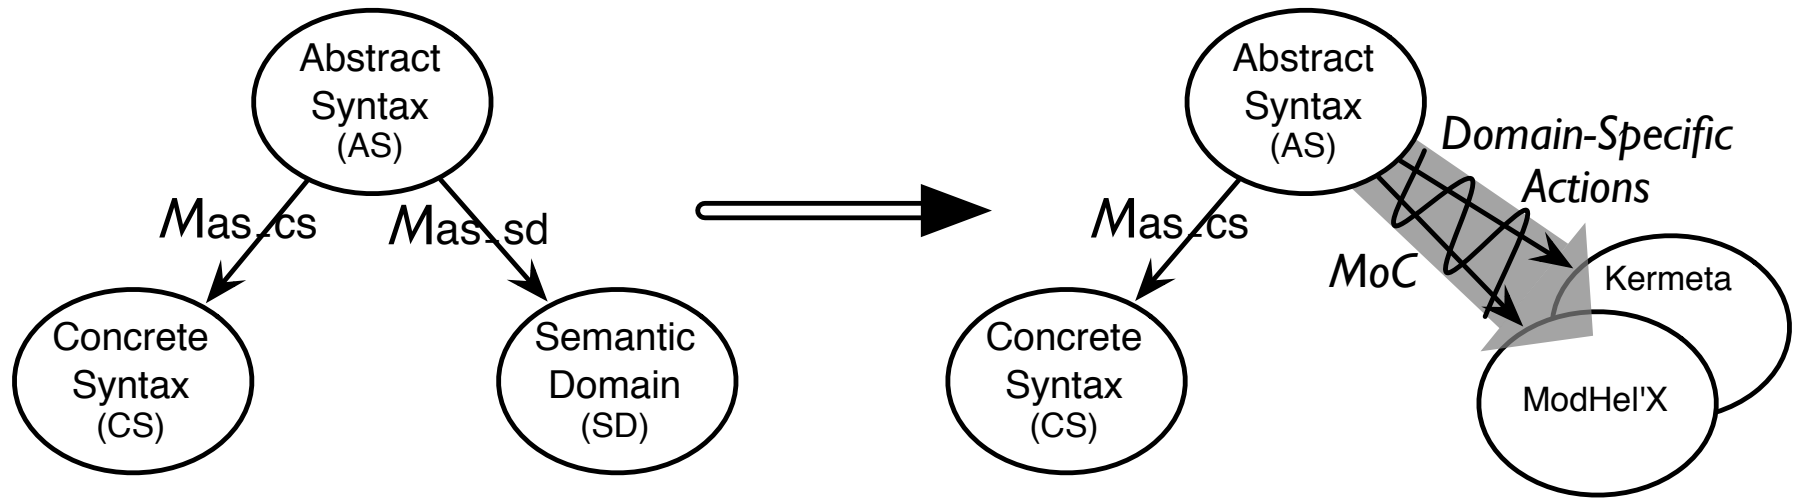 Abstract
Syntax
(AS)
Mas_cs
Mas_sd
Concrete
Syntax
(CS)
Semantic
Domain
(SD)
Abstract
Syntax
(AS)
Domain-Specific
Actions
Mas_cs
MoC
Kermeta
Concrete
Syntax
(CS)
ModHel'X